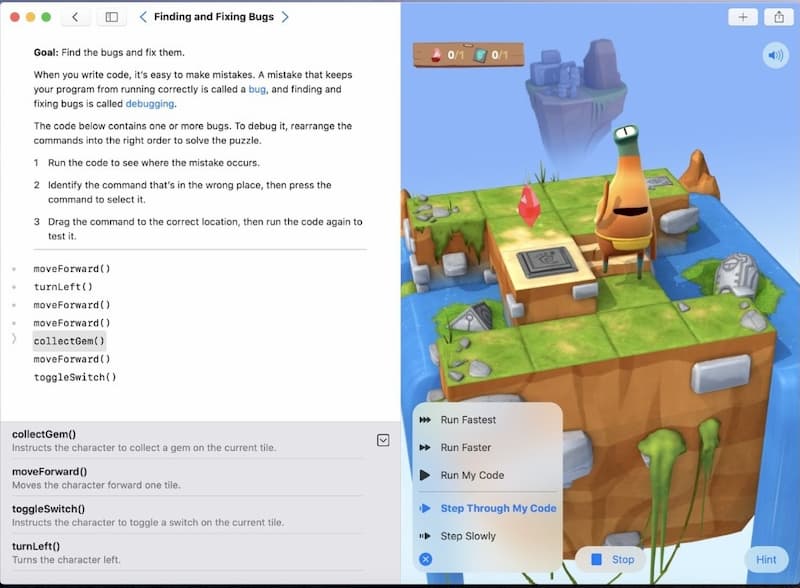 Finding and Fixing Bugs
Goal: Find the bugs and fix them.
When you write code, it's easy to make mistakes. A mistake that keeps
your program from running correctly is called a bug, and finding and
fixing bugs is called debugging.
The code below contains one or more bugs. To debug it, rearrange the
commands into the right order to solve the puzzle.
1 Run the code to see where the mistake occurs.
2 Identify the command that's in the wrong place, then press the
command to select it.
3 Drag the command to the correct location, then run the code again to
test it.
moveForward()
turnLeft()
moveForward()
moveForward()
collectGem()
moveForward()
toggleSwitch()
collectGem()
Instructs the character to collect a gem on the current tile.
moveForward()
Moves the character forward one tile.
toggleSwitch()
Instructs the character to toggle a switch on the current tile.
turnLeft()
Turns the character left.
0/1 0/1
Run Fastest
Run Faster
Run My Code
Step Through My Code
Step Slowly
Stop
Hint